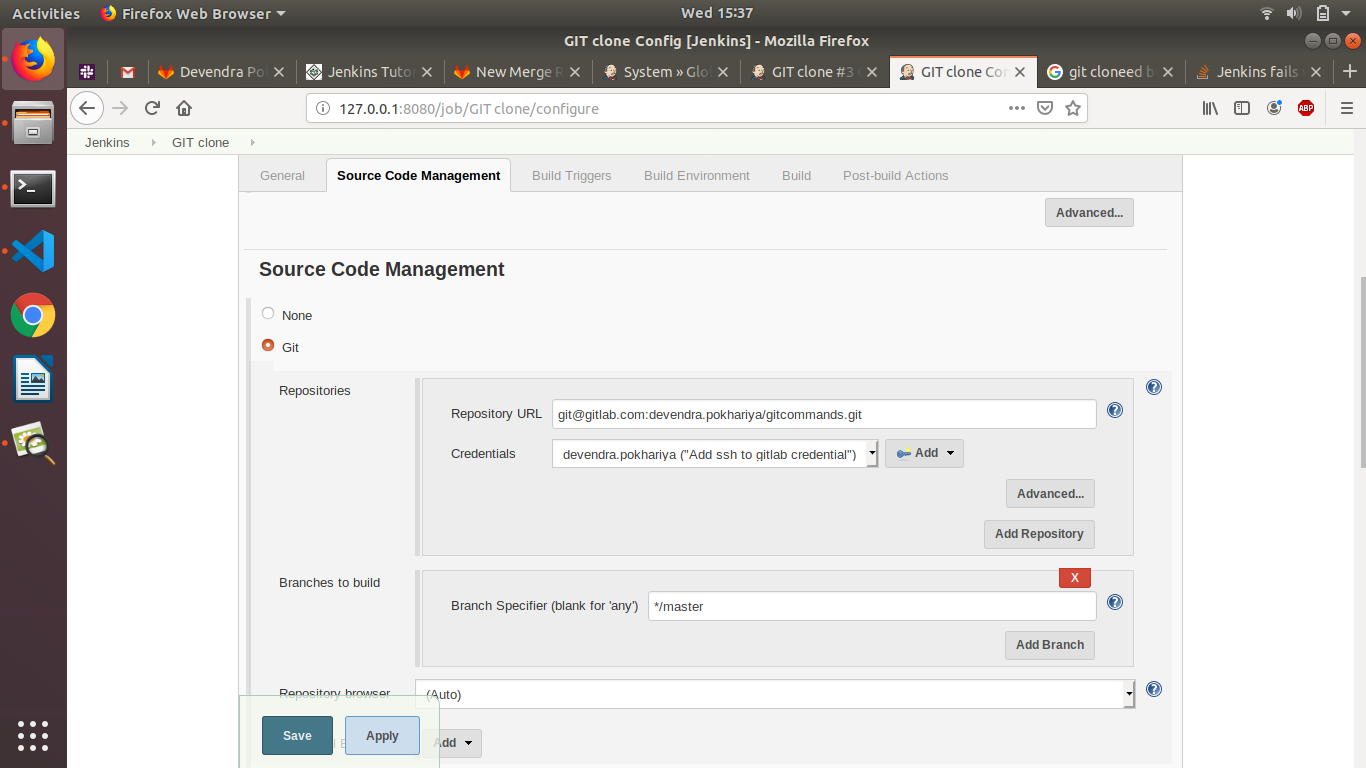 Activities Firefox Web Browser Wed 15:37
GIT clone Config [Jenkins] - Mozilla Firefox
Devendra Po Jenkins Tutor New Merge R System » Glo GIT clone #3 GIT clone Con git cloneed b Jenkins fails
127.0.0.1:8080/job/GIT clone/configure
ABP
Jenkins GIT clone
General Source Code Management Build Triggers Build Environment Build Post-build Actions
Advanced...
Source Code Management
None
Git
Repositories
Repository URL git@gitlab.com:devendra.pokhariya/gitcommands.git
Credentials devendra.pokhariya ("Add ssh to gitlab credential") Add
Advanced...
Add Repository
Branches to build
X
Branch Specifier (blank for 'any') */master
Add Branch
Repository browser (Auto)
Save Apply Add